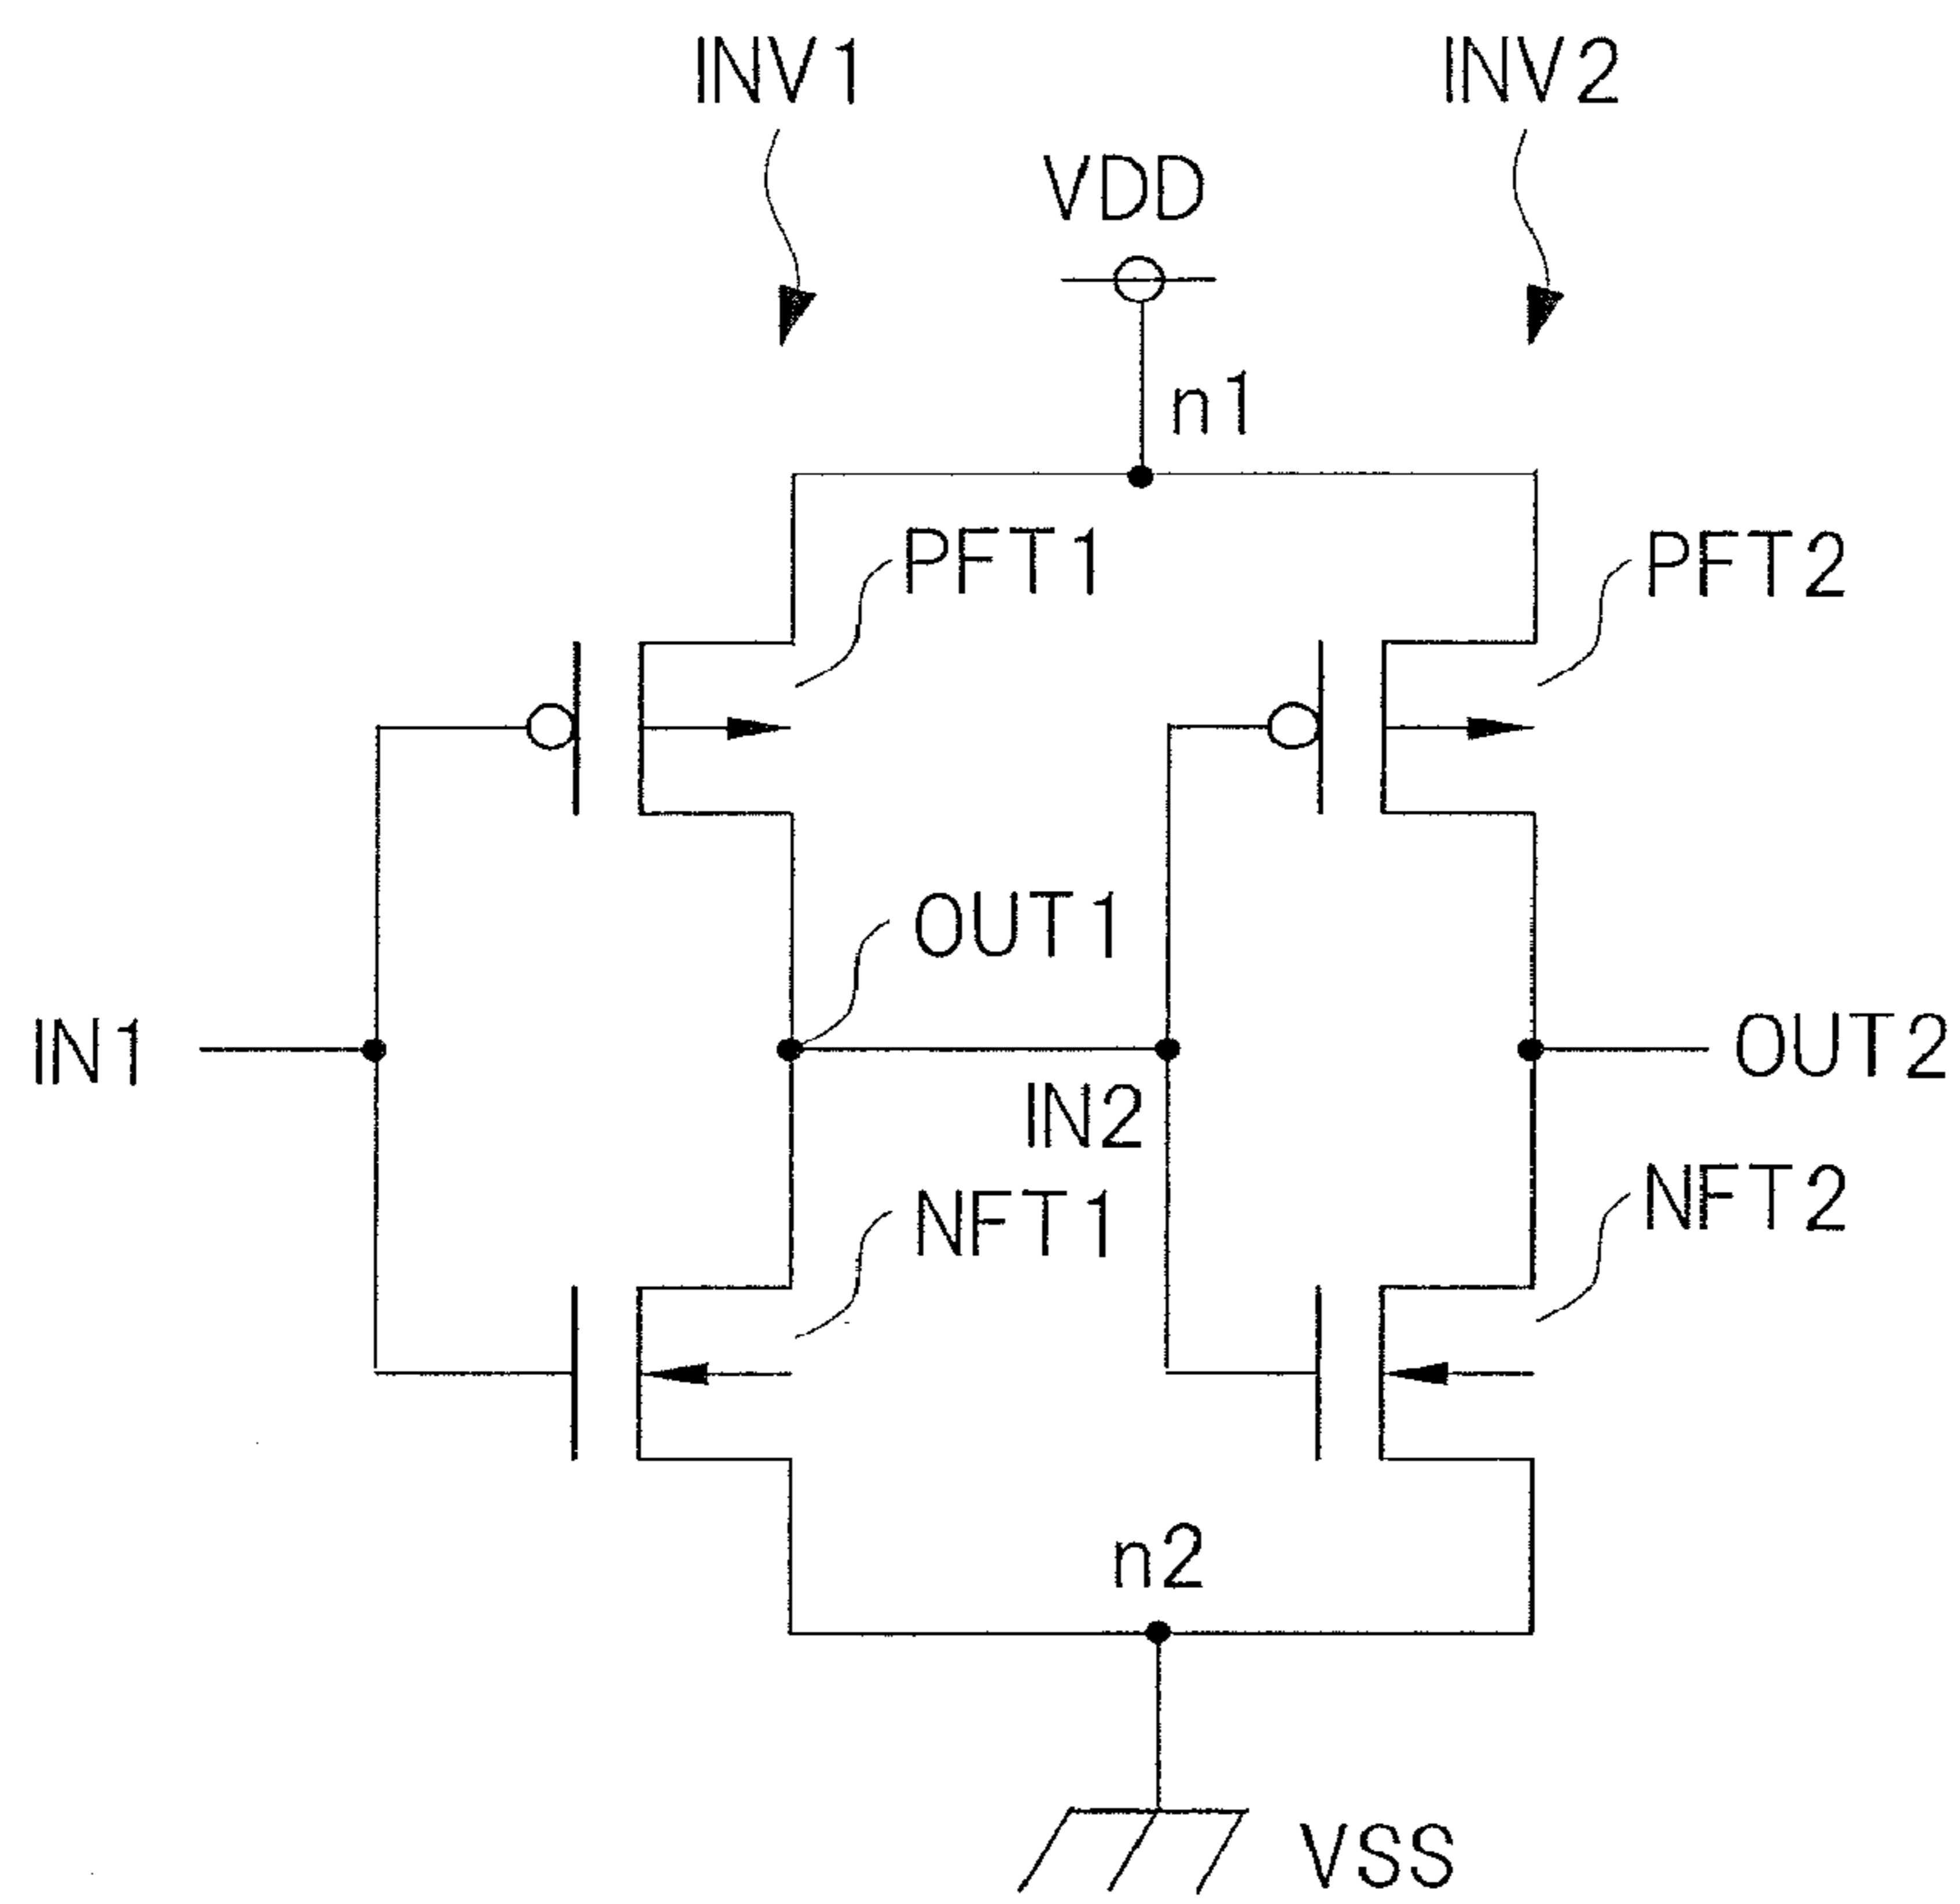 INV1
INV2
VDD
n1
PFT1
PFT2
OUT1
IN1
OUT2
IN2
NFT1
NFT2
n2
VSS